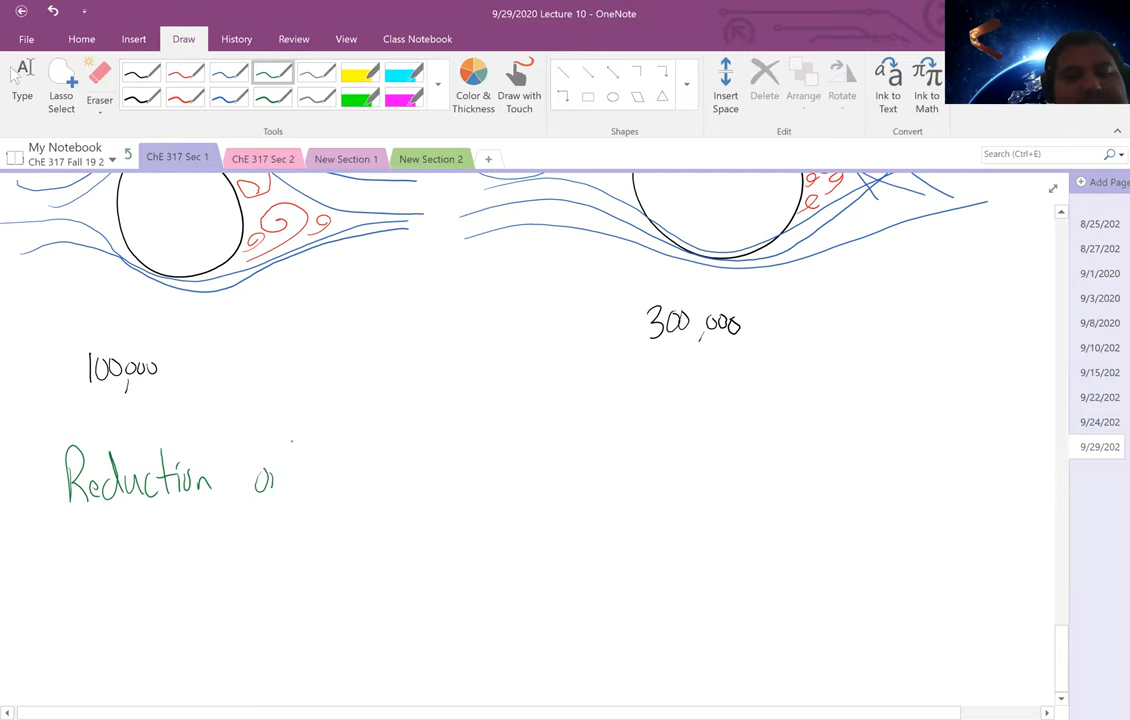 9/29/2020 Lecture 10 - OneNote
File Home Insert Draw History Review View Class Notebook
Type
Lasso Select
Eraser
Color & Thickness
Draw with Touch
Insert Space
Delete
Arrange
Rotate
Ink to Text
Ink to Math
Tools
Shapes
Edit
Convert
My Notebook
ChE 317 Fall 19 2
ChE 317 Sec 1
ChE 317 Sec 2
New Section 1
New Section 2
Search (Ctrl+E)
Add Page
8/25/202
8/27/202
9/1/2020
9/3/2020
9/8/2020
9/10/202
9/15/202
9/22/202
9/24/202
9/29/202
300,000
100,000
Reduction